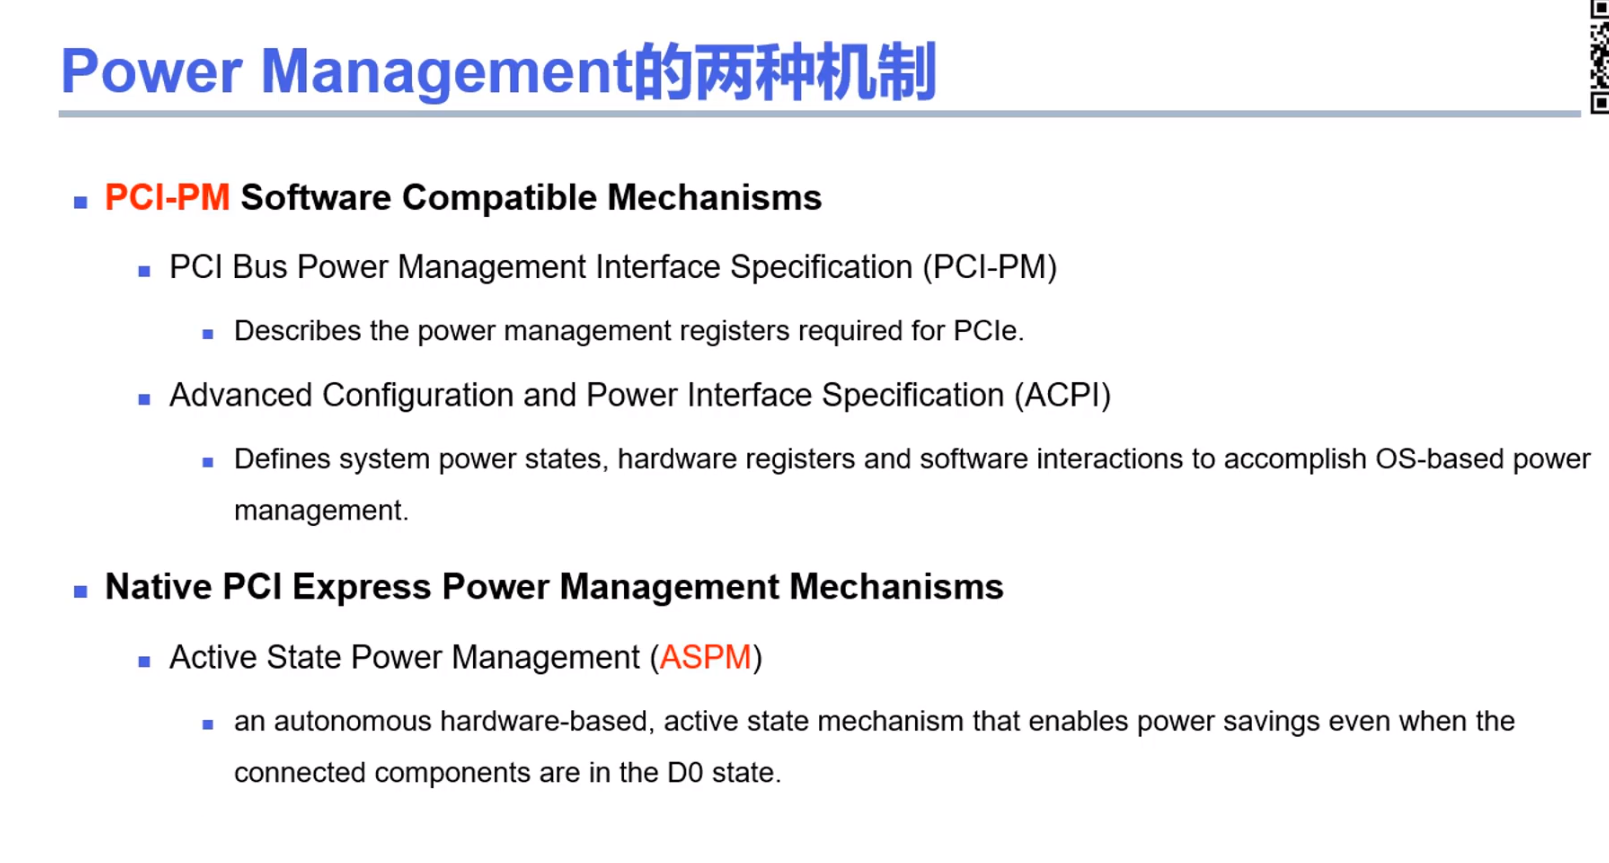 Power Management的两种机制
PCI-PM Software Compatible Mechanisms
PCI Bus Power Management Interface Specification (PCI-PM)
Describes the power management registers required for PCIe.
Advanced Configuration and Power Interface Specification (ACPI)
Defines system power states, hardware registers and software interactions to accomplish OS-based power
management.
Native PCI Express Power Management Mechanisms
Active State Power Management (ASPM)
an autonomous hardware-based, active state mechanism that enables power savings even when the
connected components are in the D0 state.